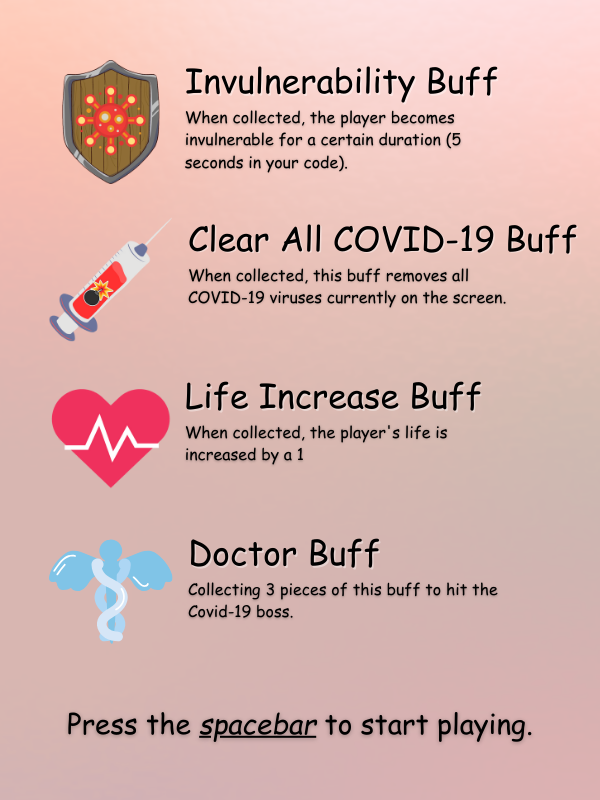 Invulnerability Buff
When collected, the player becomes
invulnerable for a certain duration (5
seconds in your code).
Clear All COVID-19 Buff
When collected, this buff removes all
COVID-19 viruses currently on the screen.
Life Increase Buff
When collected, the player's life is
increased by a 1
Doctor Buff
Collecting 3 pieces of this buff to hit the
Covid-19 boss.
Press the spacebar to start playing.